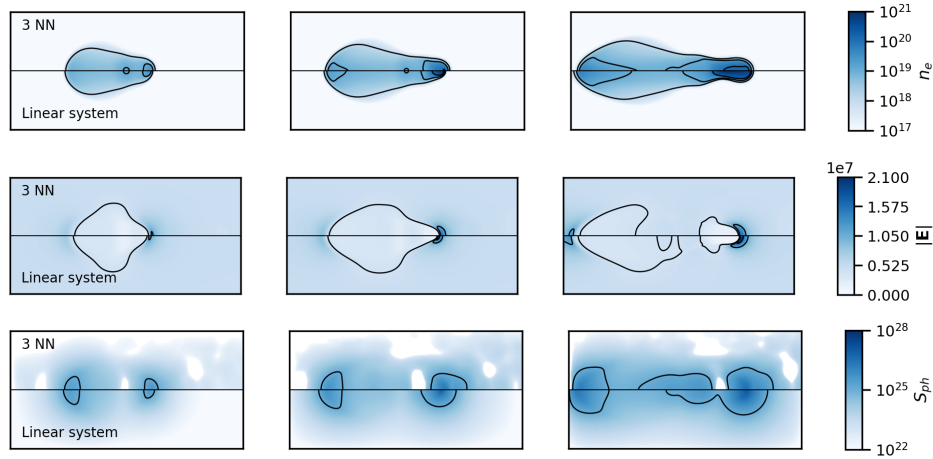 3 NN
Linear system
10^21
10^20
10^19
10^18
10^17
n_e
3 NN
Linear system
1e7
2.100
1.575
1.050
0.525
0.000
|E|
3 NN
Linear system
10^28
10^25
10^22
S_ph